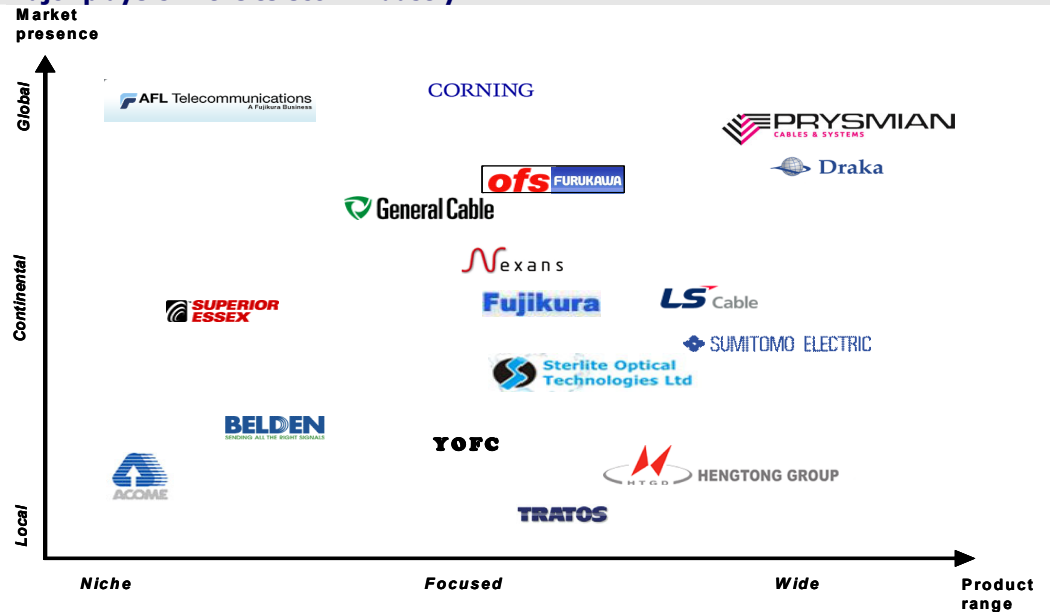 Market
presence
Global
AFL Telecommunications
A Fujikura Business
CORNING
PRYSMIAN
CABLES & SYSTEMS
Draka
ofs FURUKAWA
General Cable
Nexans
Continental
Fujikura
LS Cable
SUPERIOR
ESSEX
SUMITOMO ELECTRIC
Sterlite Optical
Technologies Ltd
BELDEN
SENDING ALL THE RIGHT SIGNALS
YOFC
ACOME
HTGD HENGTONG GROUP
Local
TRATOS
Niche
Focused
Wide
Product
range